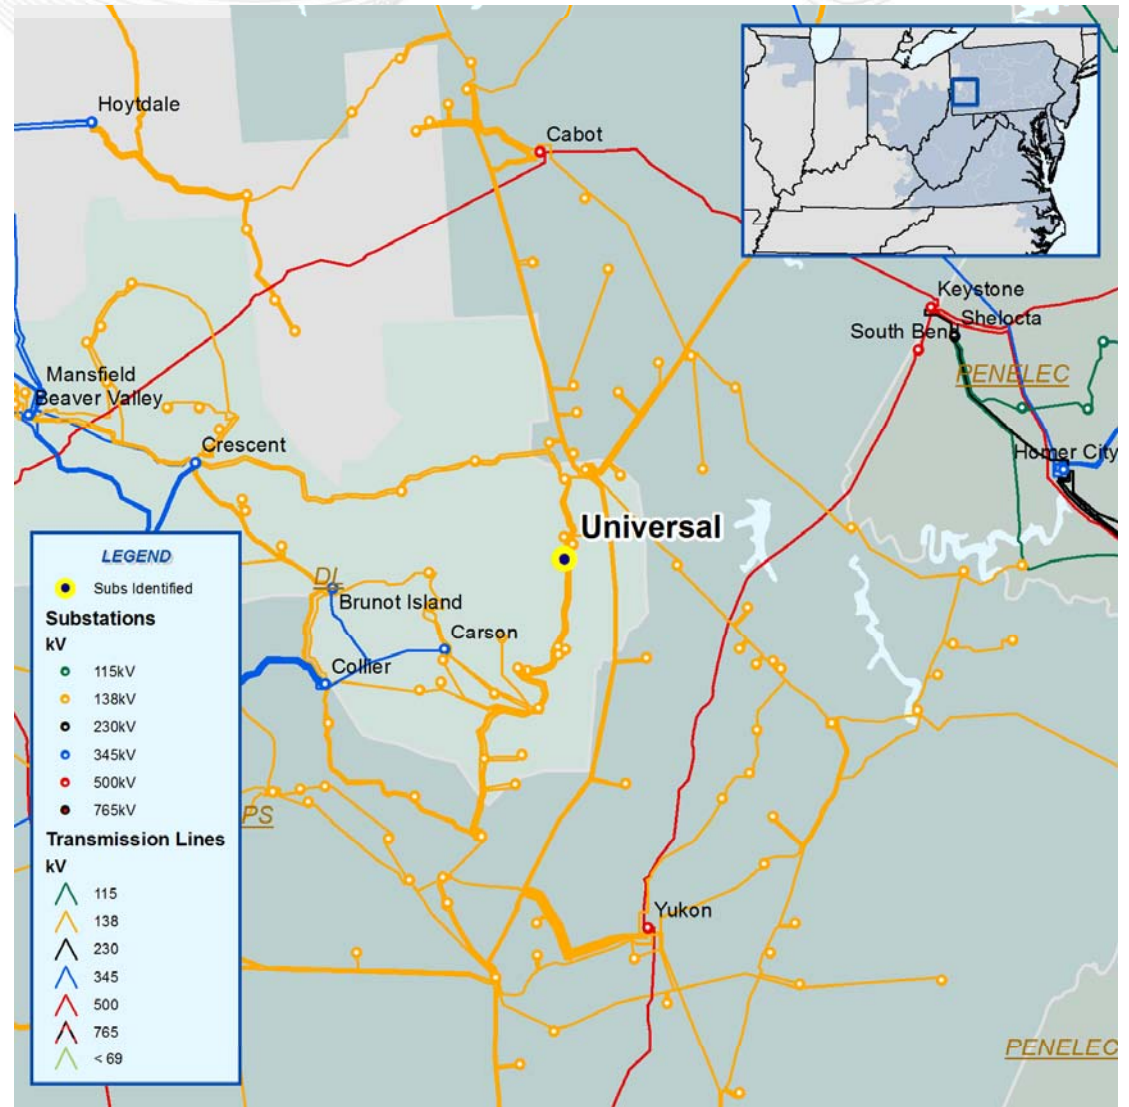 Hoytdale
Cabot
Keystone
Shelocta
South Bend
PENELEC
Mansfield
Beaver Valley
Crescent
Homer City
Universal
DL
Brunot Island
Carson
Collier
LEGEND
Subs Identified
Substations
kV
115kV
138kV
230kV
345kV
500kV
765kV
Transmission Lines
kV
115
138
230
345
500
765
< 69
PS
Yukon
PENELEC